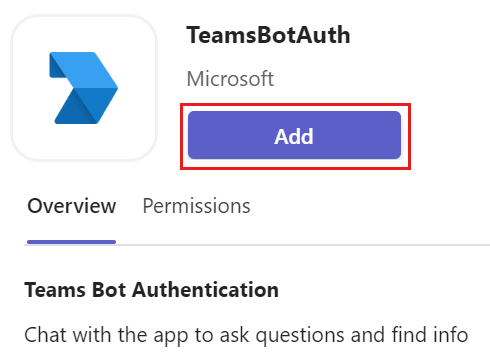 TeamsBotAuth
Microsoft
Add
Overview Permissions
Teams Bot Authentication
Chat with the app to ask questions and find info